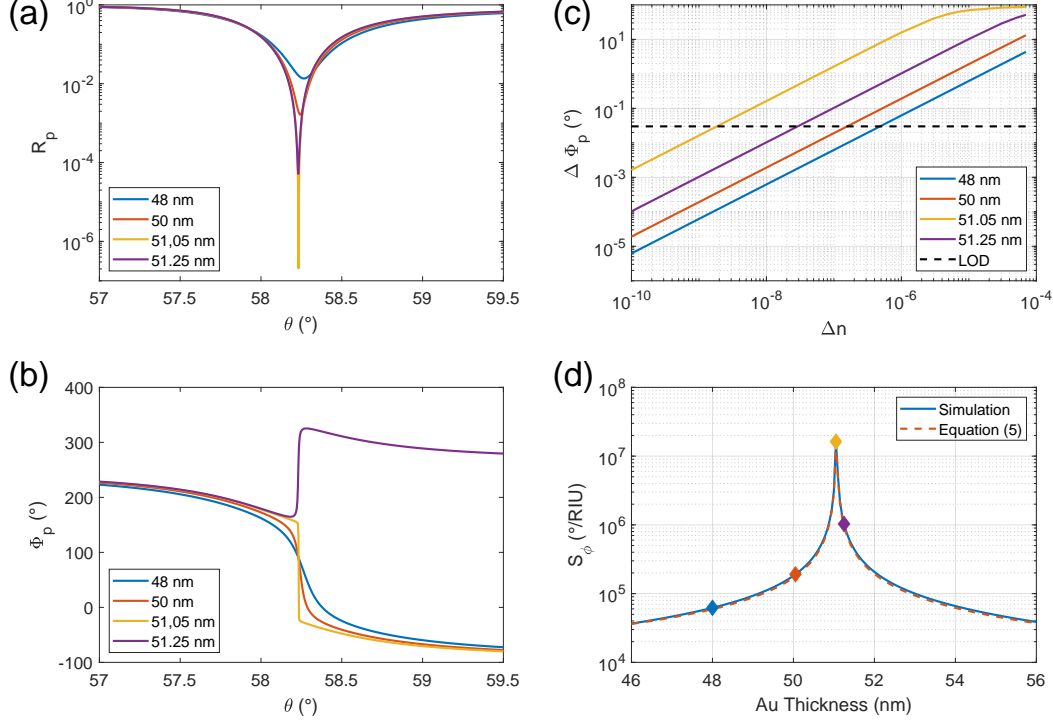 (a)
10^0
10^-2
10^-4
10^-6
R_p
48 nm
50 nm
51,05 nm
51.25 nm
57
57.5
58
58.5
59
59.5
θ (°)
(c)
10^1
10^-1
10^-3
10^-5
Δ Φ_p (°)
48 nm
50 nm
51.05 nm
51.25 nm
LOD
10^-10
10^-8
10^-6
10^-4
Δn
(b)
400
300
200
100
0
-100
Φ_p (°)
48 nm
50 nm
51,05 nm
51.25 nm
57
57.5
58
58.5
59
59.5
θ (°)
(d)
10^8
10^7
10^6
10^5
10^4
S_ϕ (°/RIU)
Simulation
Equation (5)
46
48
50
52
54
56
Au Thickness (nm)